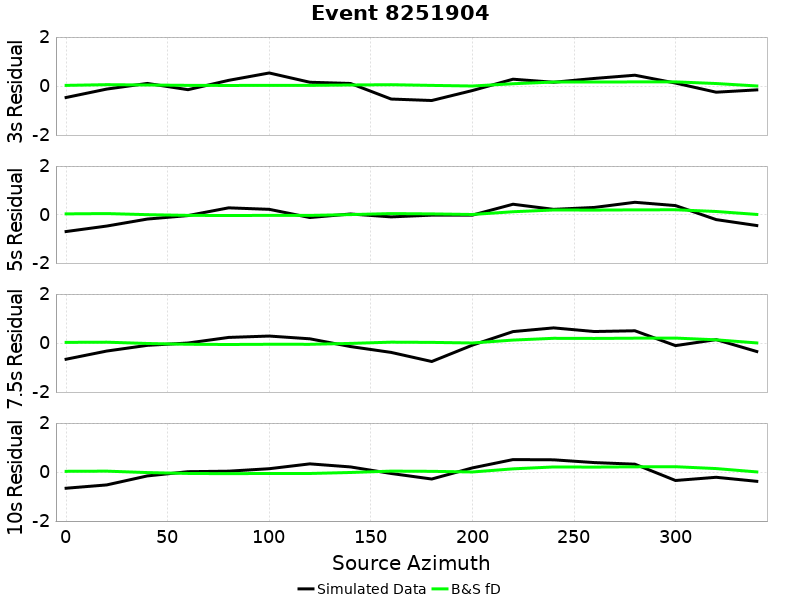 Event 8251904
3s Residual
2
0
-2
5s Residual
2
0
-2
7.5s Residual
2
0
-2
10s Residual
2
0
-2
0 50 100 150 200 250 300
Source Azimuth
Simulated Data B&S fD